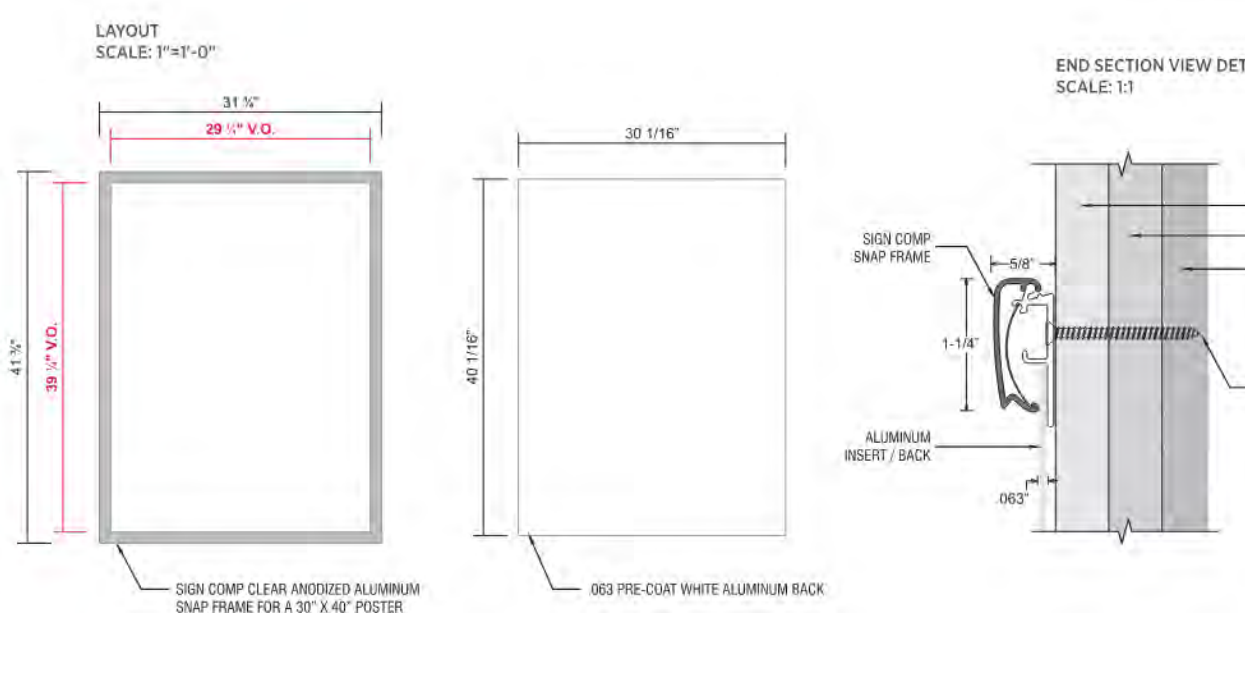 LAYOUT
SCALE: 1"=1'-0"
31 ¾"
29 ¼" V.O.
41 ¾"
39 ¼" V.O.
SIGN COMP CLEAR ANODIZED ALUMINUM
SNAP FRAME FOR A 30" X 40" POSTER
30 1/16"
40 1/16"
.063 PRE-COAT WHITE ALUMINUM BACK
END SECTION VIEW DET
SCALE: 1:1
SIGN COMP
SNAP FRAME
5/8"
1-1/4"
ALUMINUM
INSERT / BACK
.063"